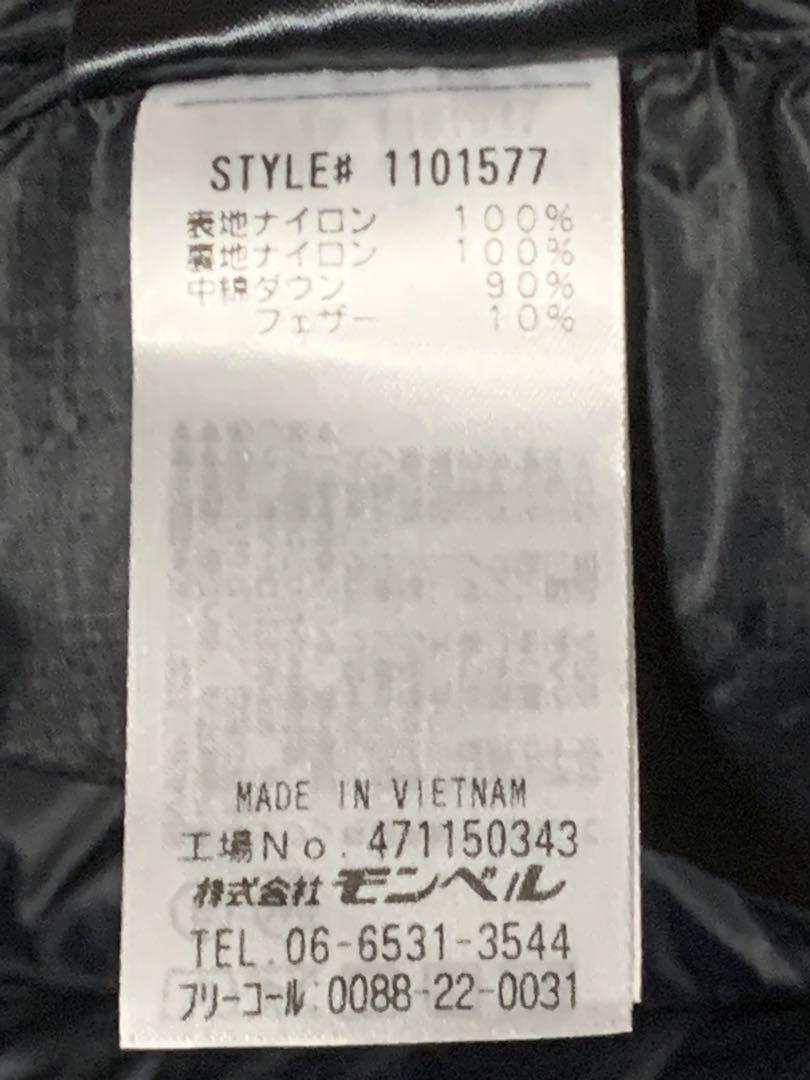 STYLE# 1101577
表地ナイロン 100%
裏地ナイロン 100%
中綿ダウン 90%
フェザー 10%
MADE IN VIETNAM
工場No. 471150343
株式会社 モンベル
TEL.06-6531-3544
フリーコール:0088-22-0031